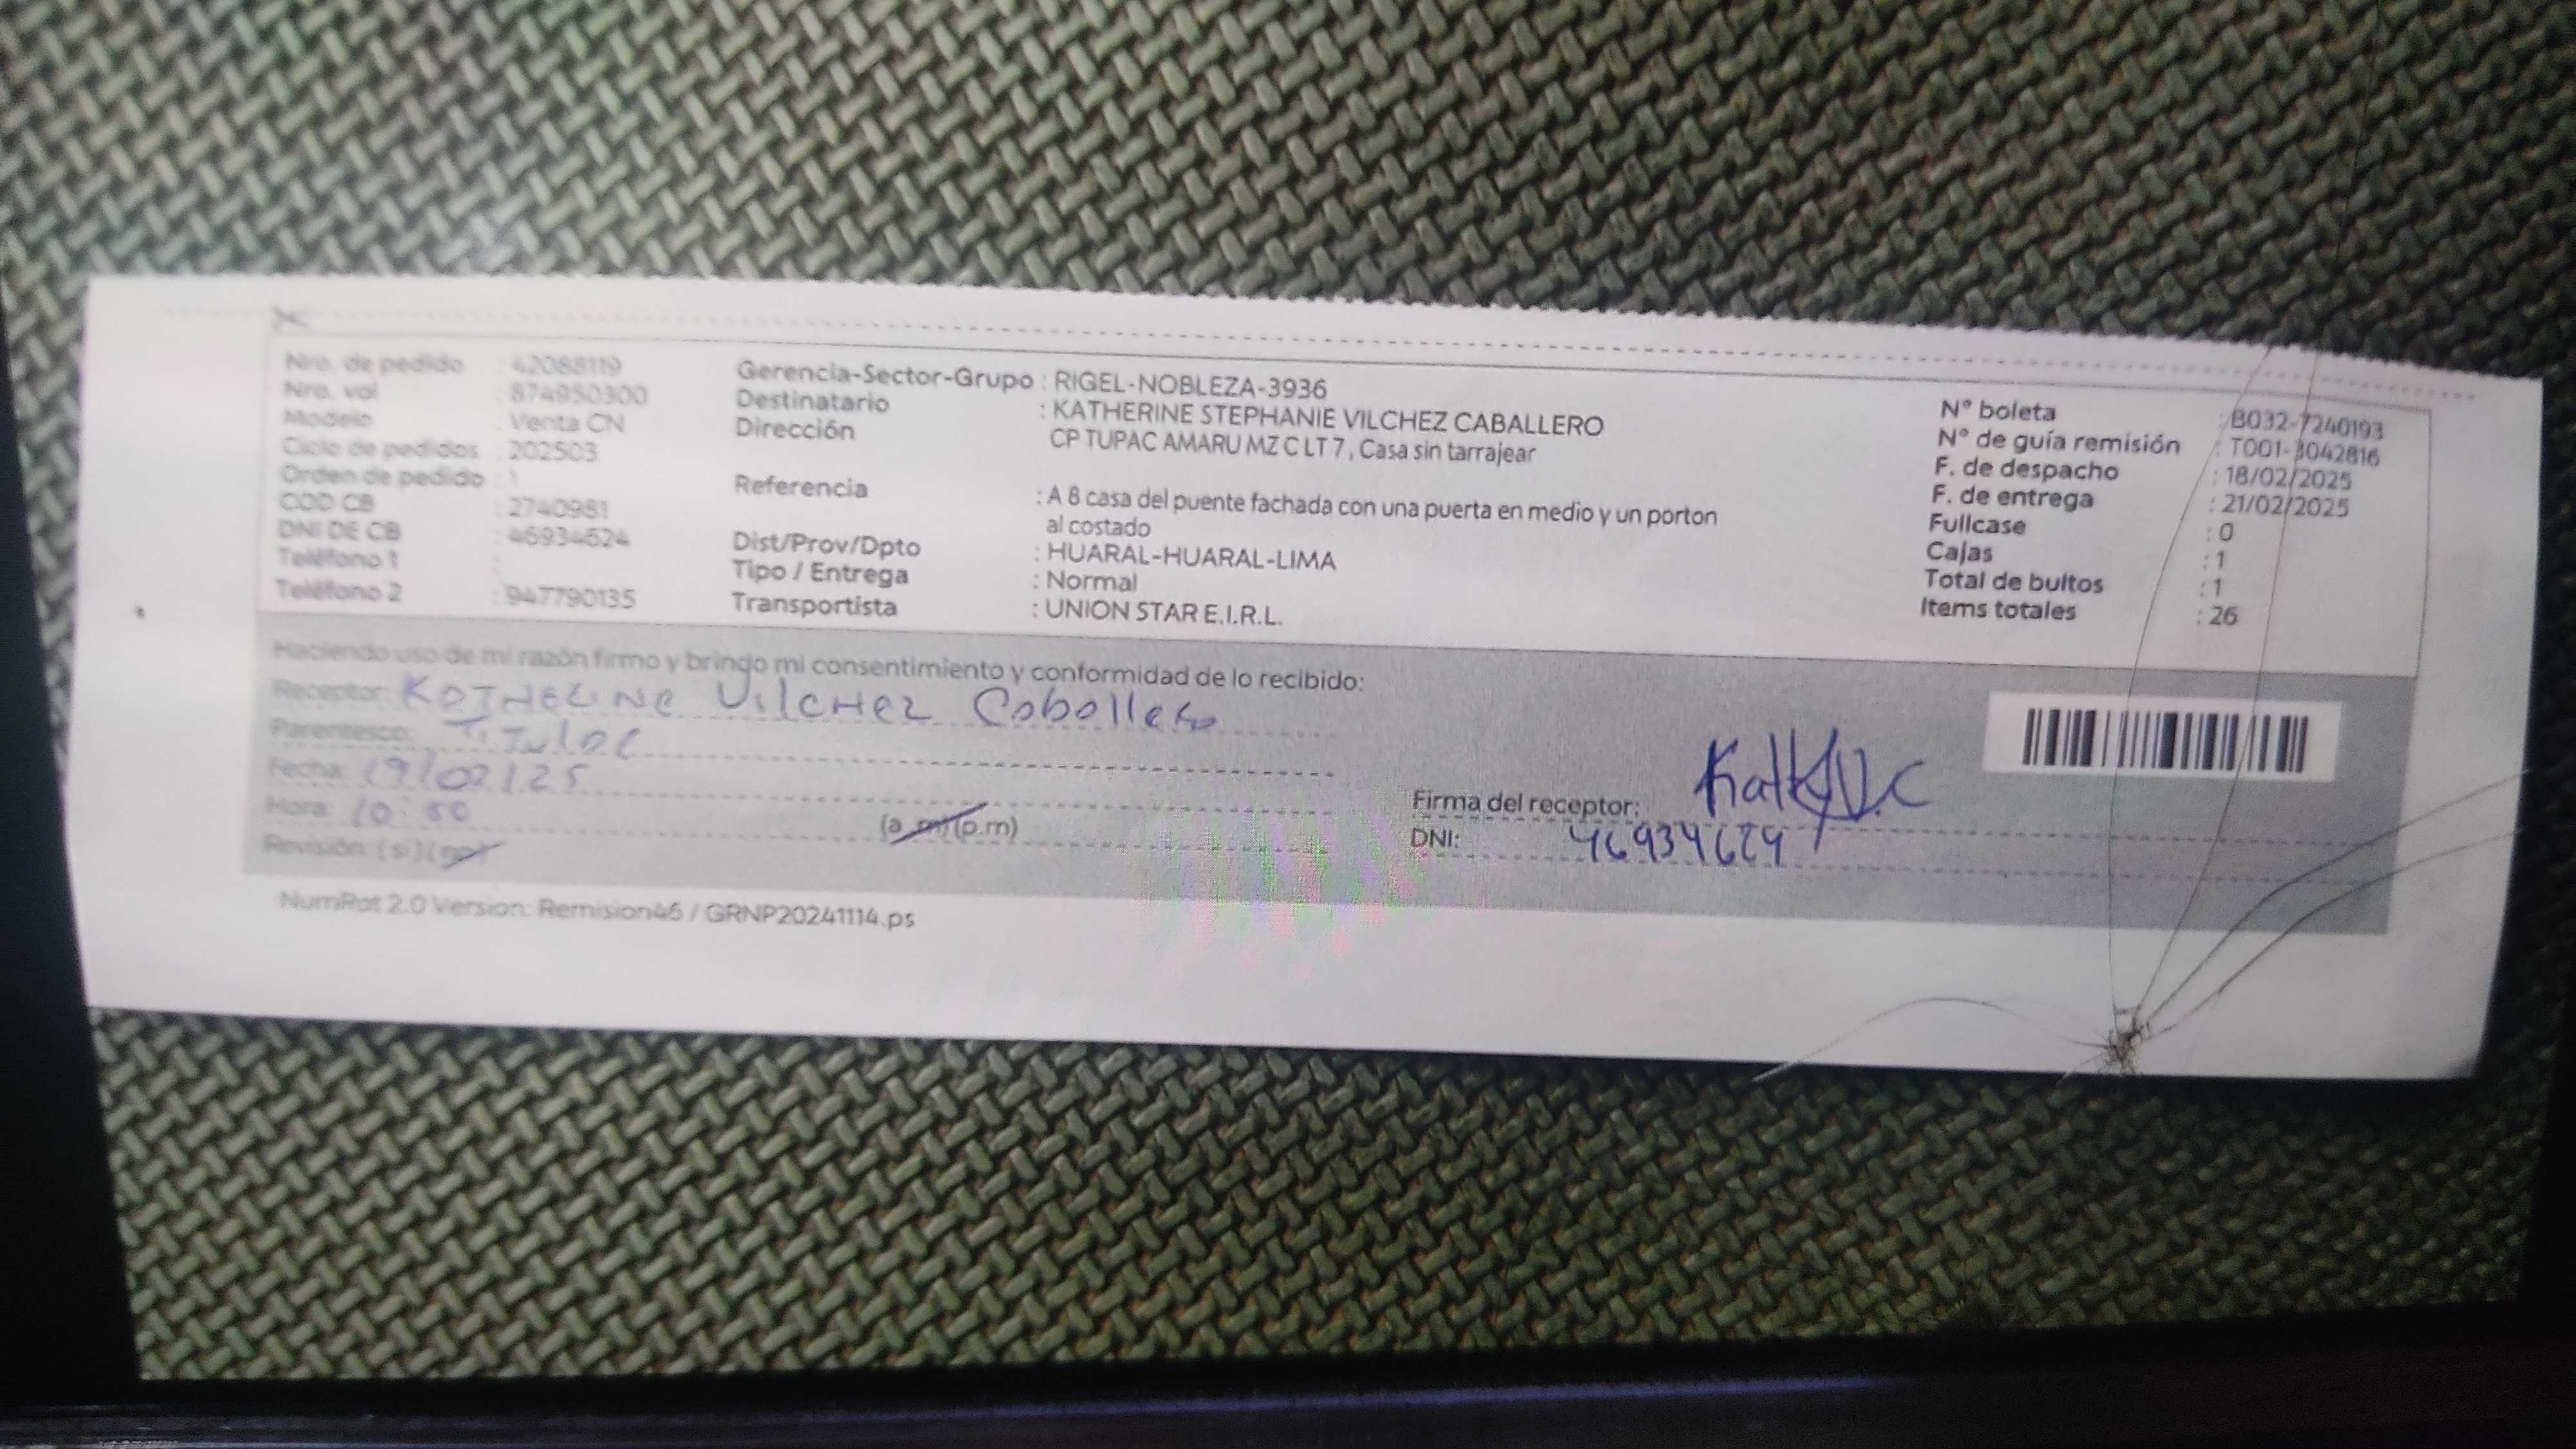 Nro. de pedido : 42088119
Nro. vol : 874950300
Modelo : Venta CN
Ciclo de pedidos : 202503
Orden de pedido : 1
COD CB : 2740981
DNI DE CB : 46934624
Teléfono 1 :
Teléfono 2 : 947790135
Gerencia-Sector-Grupo : RIGEL-NOBLEZA-3936
Destinatario : KATHERINE STEPHANIE VILCHEZ CABALLERO
Dirección CP TUPAC AMARU MZ C LT 7, Casa sin tarrajear
Referencia : A 8 casa del puente fachada con una puerta en medio y un porton
al costado
Dist/Prov/Dpto : HUARAL-HUARAL-LIMA
Tipo / Entrega : Normal
Transportista : UNION STAR E.I.R.L.
N° boleta : B032-7240193
N° de guía remisión : T001-3042816
F. de despacho : 18/02/2025
F. de entrega : 21/02/2025
Fullcase : 0
Cajas : 1
Total de bultos : 1
Items totales : 26
Haciendo uso de mi razón firmo y brindo mi consentimiento y conformidad de lo recibido:
Receptor: KATHERINE VilcHez Caballero
Parentesco: TiTular
Fecha: 19/02/25
Hora: 10:50 (a.m)(p.m)
Revisión: (si)(no)
Firma del receptor: Kathy V.C
DNI: 46934624
NumRot 2.0 Version: Remision46 / GRNP20241114.ps